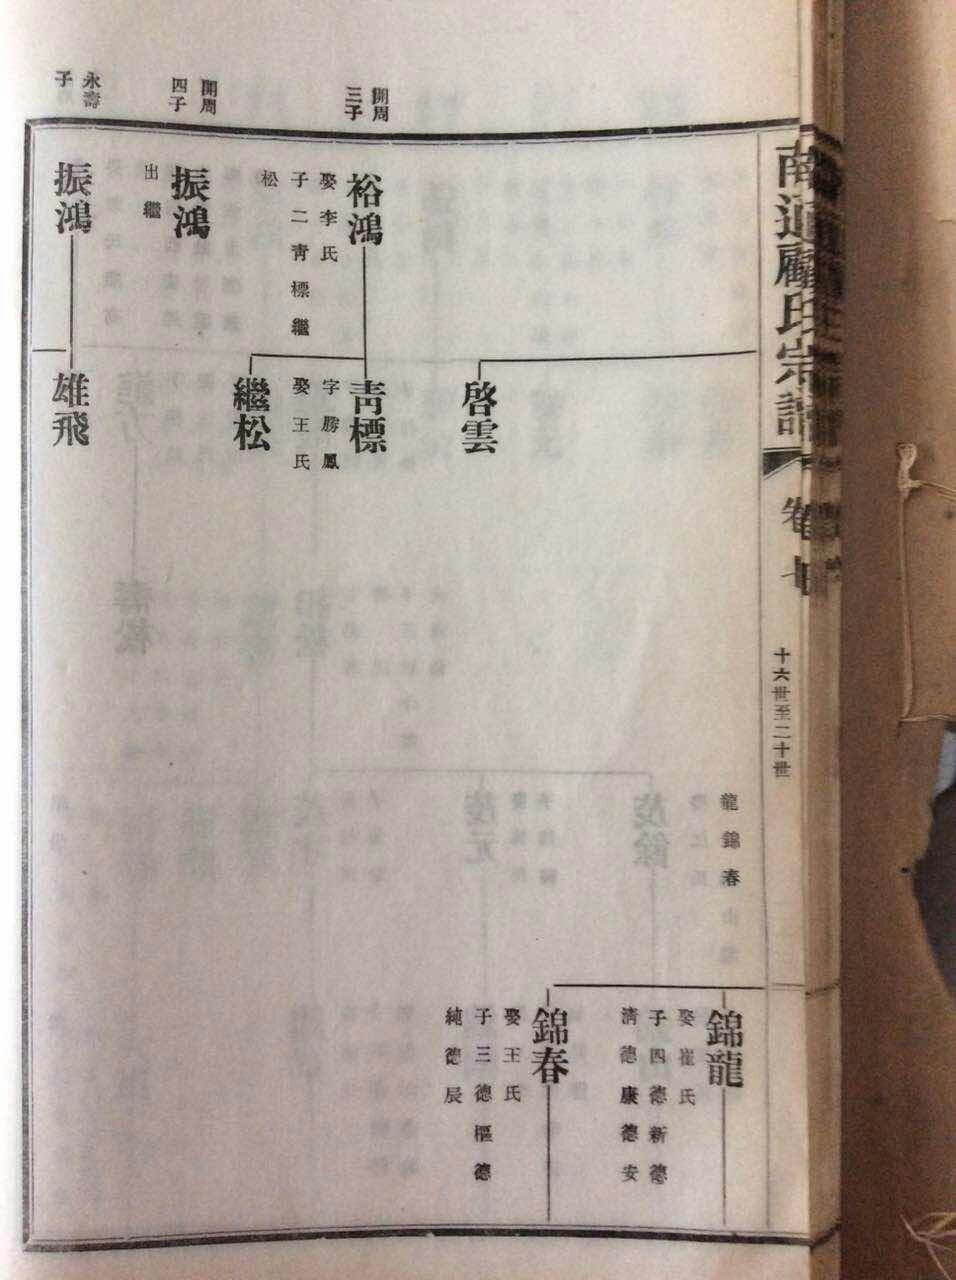 南通顧氏宗譜
卷
十六世至二十世
龍錦春
錦龍
娶崔氏
子四德新德
清德康德安
錦春
娶王氏
子三德樞德
純德辰
啓雲
開周
三子
裕鴻
娶李氏
子二青標繼
松
青標
字勝鳳
娶王氏
繼松
開周
四子
振鴻
出繼
永壽
子
振鴻
雄飛